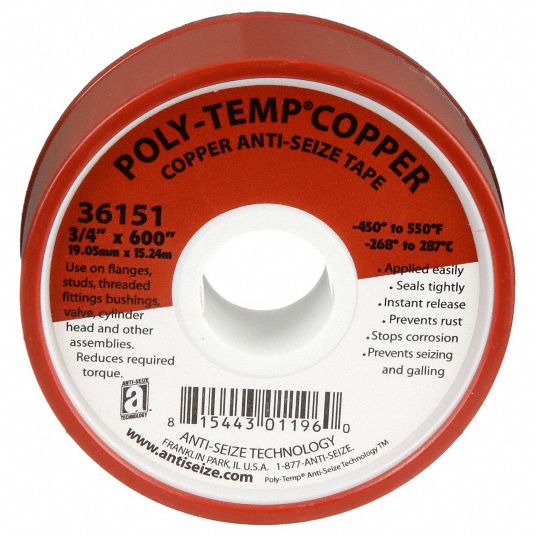 POLY-TEMP® COPPER
COPPER ANTI-SEIZE TAPE
36151
3/4" x 600"
19.05mm x 15.24m
-450° to 550°F
-268° to 287°C
Use on flanges,
studs, threaded
fittings bushings,
valve, cylinder
head and other
assemblies.
Reduces required
torque.
• Applied easily
• Seals tightly
• Instant release
• Prevents rust
• Stops corrosion
• Prevents seizing
and galling
ANTI-SEIZE
a
TECHNOLOGY
8 15443 01196 0
ANTI-SEIZE TECHNOLOGY
FRANKLIN PARK, IL U.S.A. 1-877-ANTI-SEIZE.
www.antiseize.com
Poly-Temp® Anti-Seize Technology™